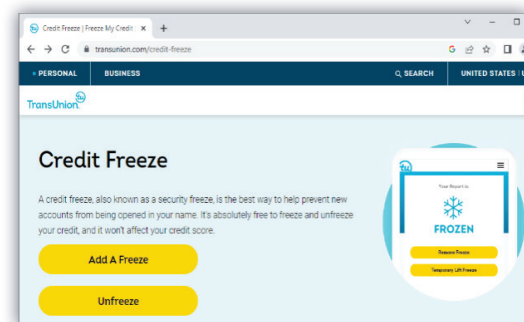 Credit Freeze | Freeze My Credit
transunion.com/credit-freeze
PERSONAL BUSINESS SEARCH UNITED STATES
TransUnion tu
Credit Freeze
A credit freeze, also known as a security freeze, is the best way to help prevent new
accounts from being opened in your name. It's absolutely free to freeze and unfreeze
your credit, and it won't affect your credit score.
Add A Freeze
Unfreeze
tu
Your Report is
FROZEN
Remove Freeze
Temporary Lift Freeze